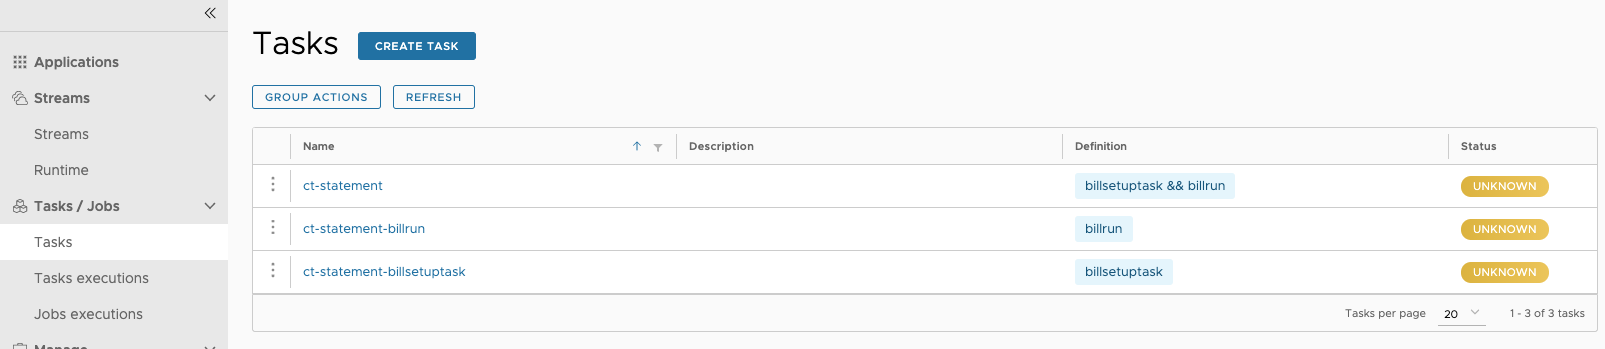 Applications
Streams
Streams
Runtime
Tasks / Jobs
Tasks
Tasks executions
Jobs executions
Manage
Tasks CREATE TASK
GROUP ACTIONS REFRESH
Name Description Definition Status
ct-statement billsetuptask && billrun UNKNOWN
ct-statement-billrun billrun UNKNOWN
ct-statement-billsetuptask billsetuptask UNKNOWN
Tasks per page 20 1 - 3 of 3 tasks